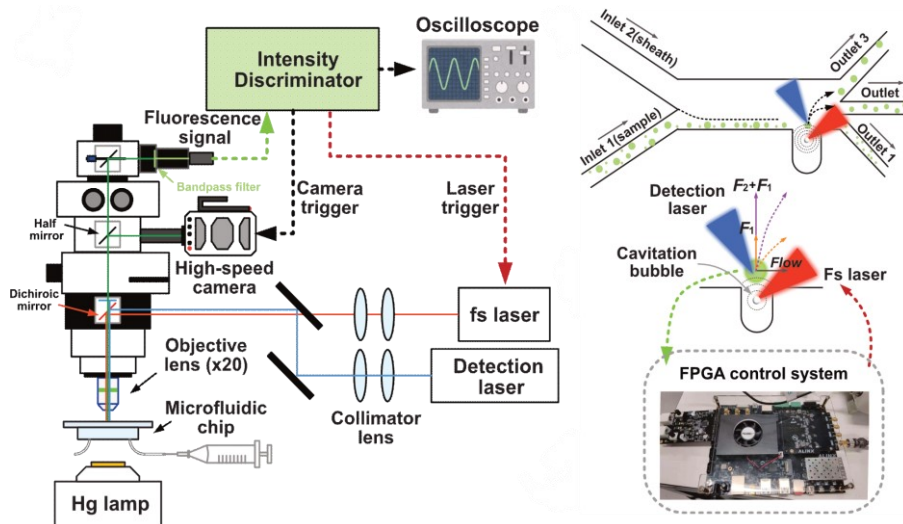 Oscilloscope
Intensity
Discriminator
Fluorescence
signal
Bandpass filter
Camera
trigger
Laser
trigger
Half
mirror
High-speed
camera
Dichiroic
mirror
fs laser
Detection
laser
Objective
lens (x20)
Collimator
lens
Microfluidic
chip
Hg lamp
Inlet 2(sheath)
Outlet 3
Outlet
Inlet 1(sample)
Outlet 1
Detection
laser
F2+F1
F1
Cavitation
bubble
Flow
Fs laser
FPGA control system